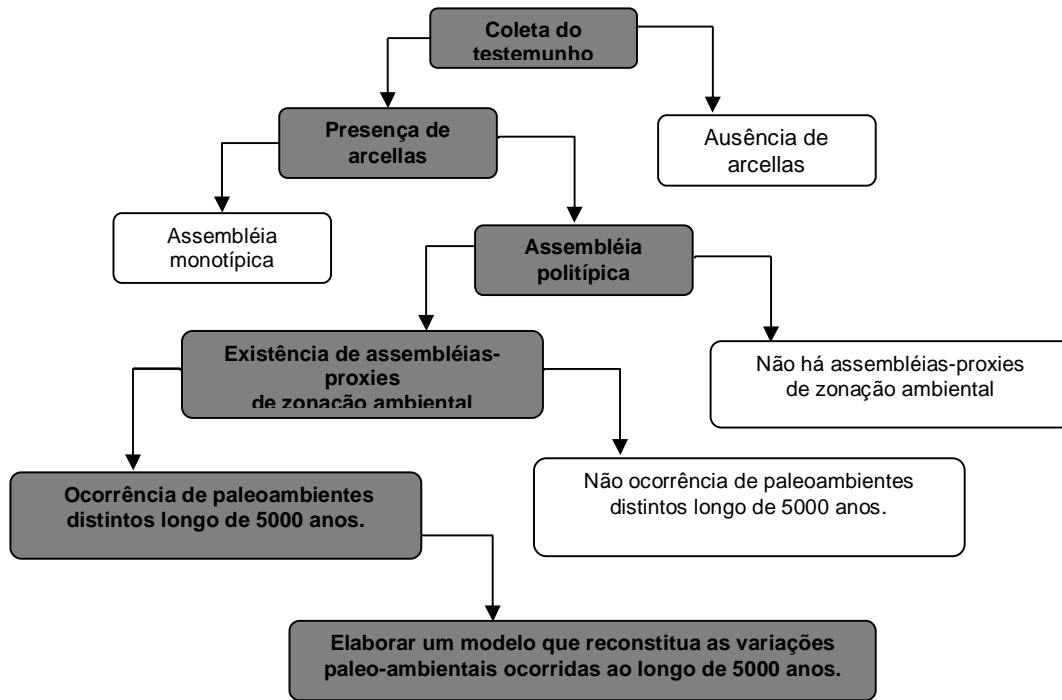 Coleta do
testemunho
Presença de
arcellas
Ausência de
arcellas
Assembléia
monotípica
Assembléia
politípica
Existência de assembléias-
proxies
de zonação ambiental
Não há assembléias-proxies
de zonação ambiental
Ocorrência de paleoambientes
distintos longo de 5000 anos.
Não ocorrência de paleoambientes
distintos longo de 5000 anos.
Elaborar um modelo que reconstitua as variações
paleo-ambientais ocorridas ao longo de 5000 anos.